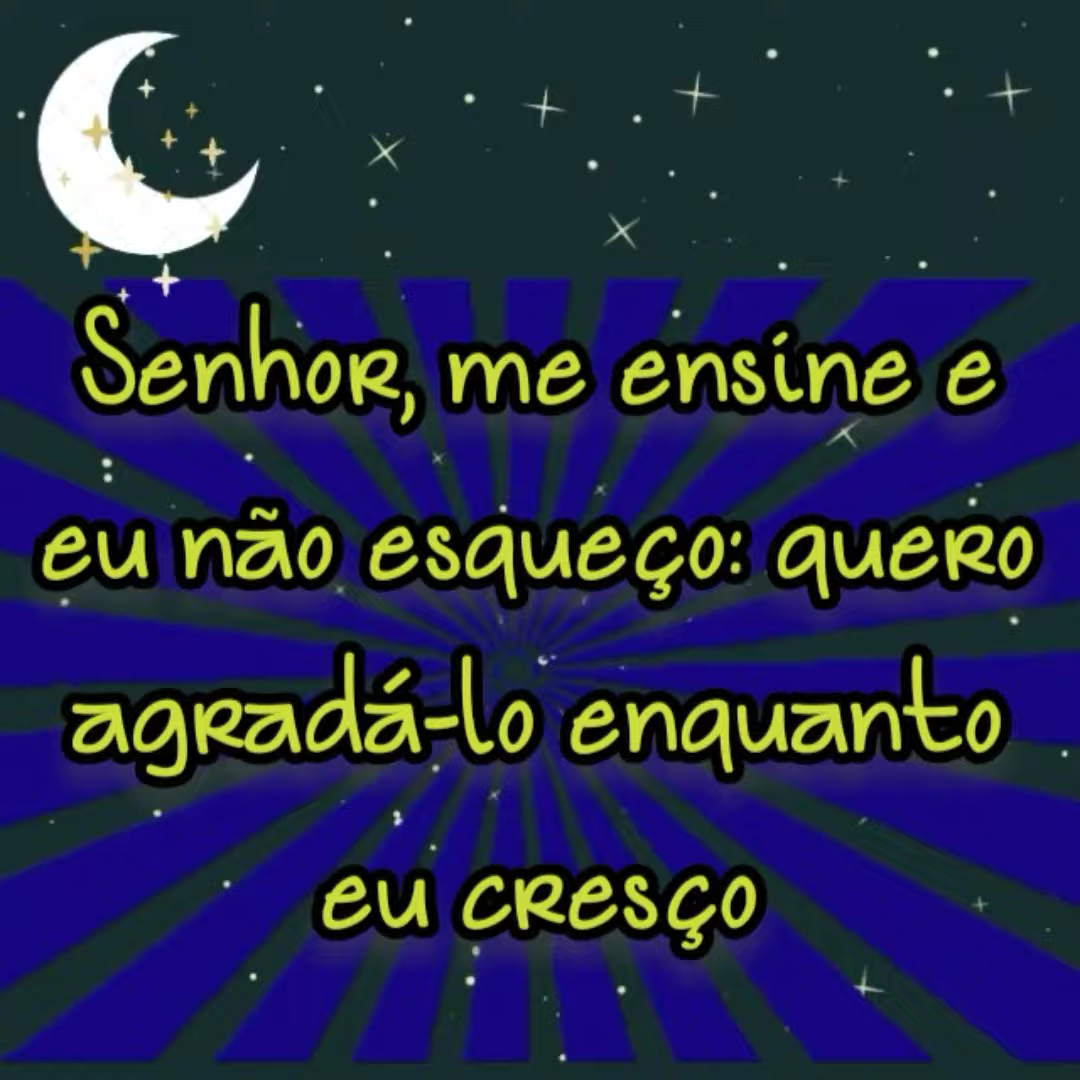 Senhor, me ensine e
eu não esqueço: quero
agradá-lo enquanto
eu cresço